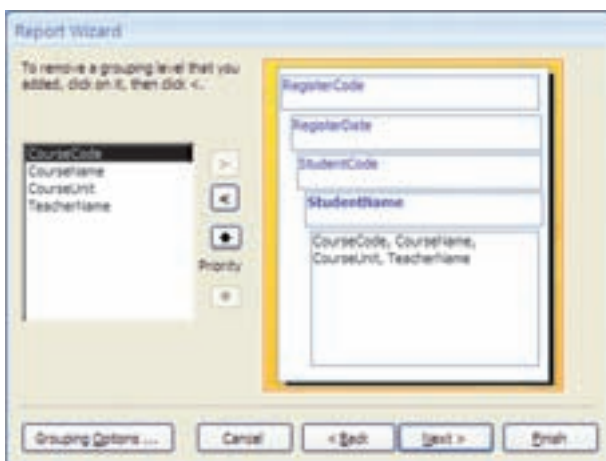 Report Wizard
To remove a grouping level that you
added, click on it, then click <.
CourseCode
CourseName
CourseUnit
TeacherName
>
<
Priority
RegisterCode
RegisterDate
StudentCode
StudentName
CourseCode, CourseName,
CourseUnit, TeacherName
Grouping Options ...
Cancel
< Back
Next >
Finish